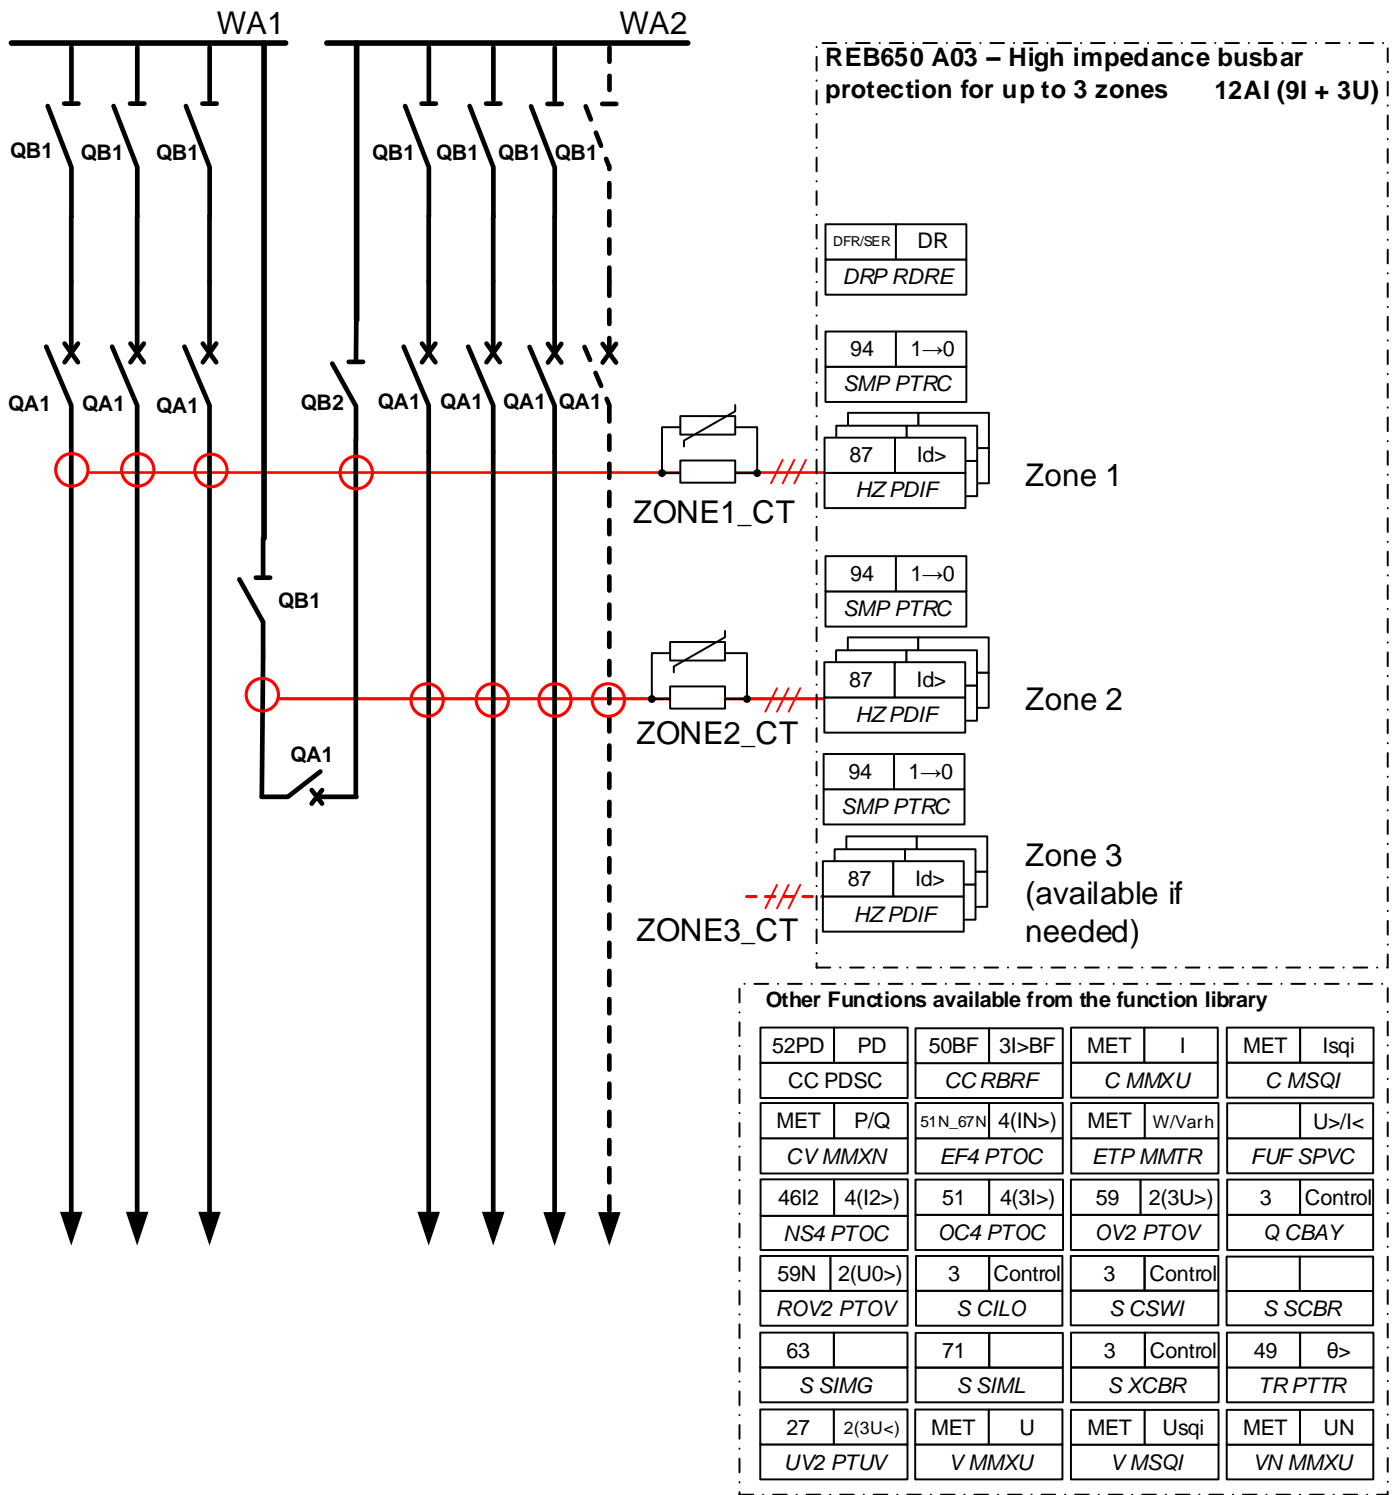 WA1
WA2
REB650 A03 – High impedance busbar
protection for up to 3 zones 12AI (9I + 3U)
QB1 QB1 QB1 QB1 QB1 QB1 QB1
DFR/SER DR
DRP RDRE
94 1→0
SMP PTRC
QA1 QA1 QA1 QB2 QA1 QA1 QA1 QA1
87 Id>
HZ PDIF
Zone 1
ZONE1_CT
94 1→0
SMP PTRC
QB1
87 Id>
HZ PDIF
Zone 2
ZONE2_CT
QA1
94 1→0
SMP PTRC
87 Id>
HZ PDIF
Zone 3
(available if
needed)
ZONE3_CT
Other Functions available from the function library
52PD PD 50BF 3I>BF MET I MET Isqi
CC PDSC CC RBRF C MMXU C MSQI
MET P/Q 51N_67N 4(IN>) MET W/Varh U>/I<
CV MMXN EF4 PTOC ETP MMTR FUF SPVC
46I2 4(I2>) 51 4(3I>) 59 2(3U>) 3 Control
NS4 PTOC OC4 PTOC OV2 PTOV Q CBAY
59N 2(U0>) 3 Control 3 Control
ROV2 PTOV S CILO S CSWI S SCBR
63 71 3 Control 49 θ>
S SIMG S SIML S XCBR TR PTTR
27 2(3U<) MET U MET Usqi MET UN
UV2 PTUV V MMXU V MSQI VN MMXU